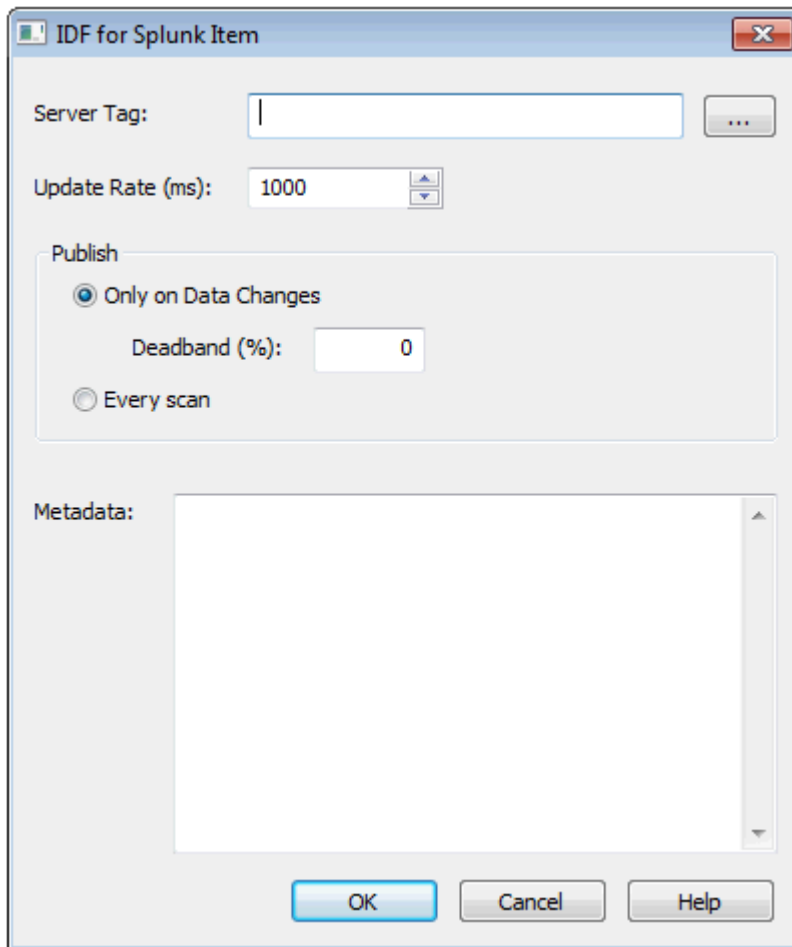 IDF for Splunk Item
Server Tag: ...
Update Rate (ms): 1000
Publish
Only on Data Changes
Deadband (%): 0
Every scan
Metadata:
OK Cancel Help